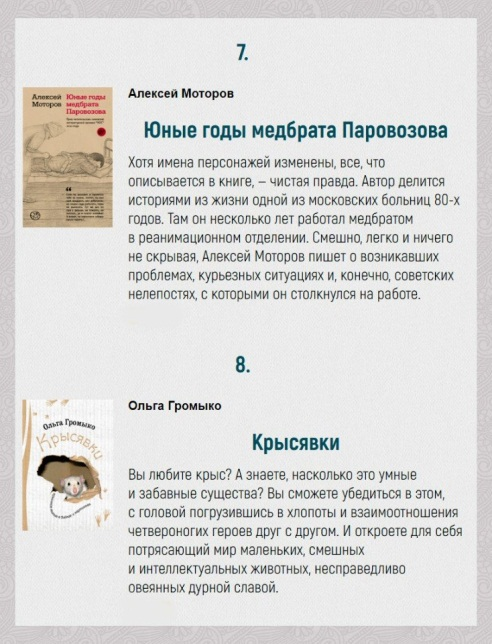 7.
Алексей Моторов
Юные годы медбрата Паровозова
Хотя имена персонажей изменены, все, что
описывается в книге, – чистая правда. Автор делится
историями из жизни одной из московских больниц 80-х
годов. Там он несколько лет работал медбратом
в реанимационном отделении. Смешно, легко и ничего
не скрывая, Алексей Моторов пишет о возникавших
проблемах, курьезных ситуациях и, конечно, советских
нелепостях, с которыми он столкнулся на работе.
Алексей
Моторов
Юные годы
медбрата
Паровозова
8.
Ольга Громыко
Крысявки
Вы любите крыс? А знаете, насколько это умные
и забавные существа? Вы сможете убедиться в этом,
с головой погрузившись в хлопоты и взаимоотношения
четвероногих героев друг с другом. И откроете для себя
потрясающий мир маленьких, смешных
и интеллектуальных животных, несправедливо
овеянных дурной славой.
Ольга Громыко
Крысявки